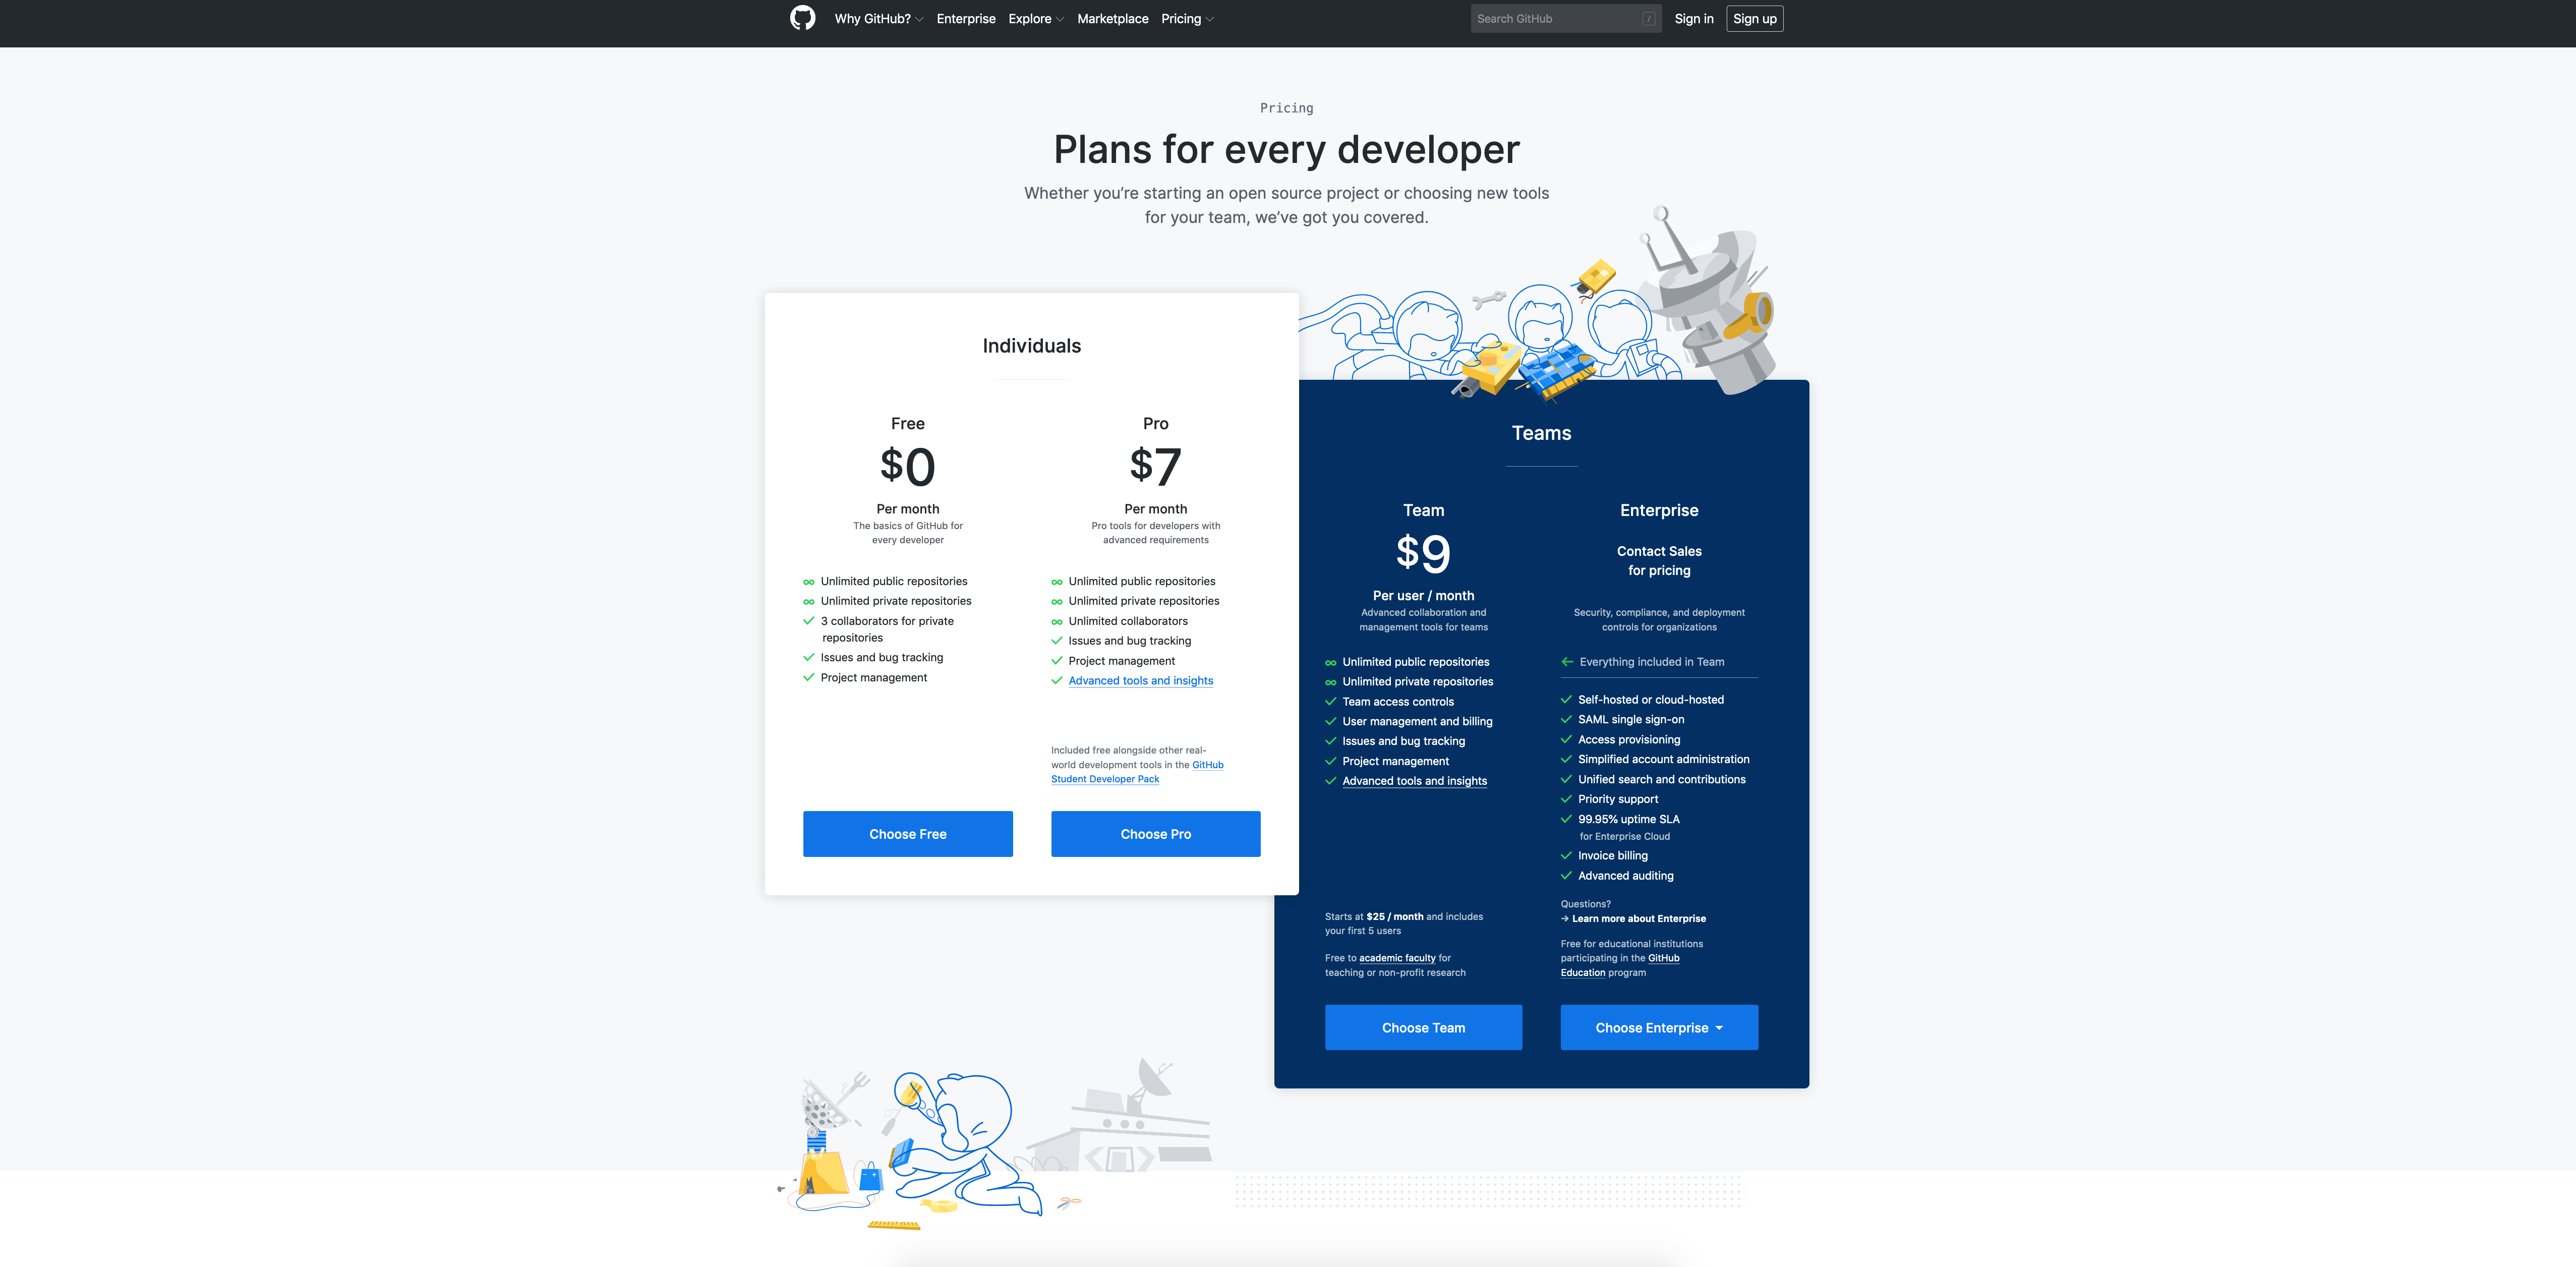 Why GitHub? Enterprise Explore Marketplace Pricing
Search GitHub /
Sign in
Sign up
Pricing
Plans for every developer
Whether you’re starting an open source project or choosing new tools
for your team, we’ve got you covered.
Individuals
Free
$0
Per month
The basics of GitHub for
every developer
Unlimited public repositories
Unlimited private repositories
3 collaborators for private
repositories
Issues and bug tracking
Project management
Choose Free
Pro
$7
Per month
Pro tools for developers with
advanced requirements
Unlimited public repositories
Unlimited private repositories
Unlimited collaborators
Issues and bug tracking
Project management
Advanced tools and insights
Included free alongside other real-
world development tools in the GitHub
Student Developer Pack
Choose Pro
Teams
Team
$9
Per user / month
Advanced collaboration and
management tools for teams
Unlimited public repositories
Unlimited private repositories
Team access controls
User management and billing
Issues and bug tracking
Project management
Advanced tools and insights
Starts at $25 / month and includes
your first 5 users
Free to academic faculty for
teaching or non-profit research
Choose Team
Enterprise
Contact Sales
for pricing
Security, compliance, and deployment
controls for organizations
← Everything included in Team
Self-hosted or cloud-hosted
SAML single sign-on
Access provisioning
Simplified account administration
Unified search and contributions
Priority support
99.95% uptime SLA
for Enterprise Cloud
Invoice billing
Advanced auditing
Questions?
→ Learn more about Enterprise
Free for educational institutions
participating in the GitHub
Education program
Choose Enterprise